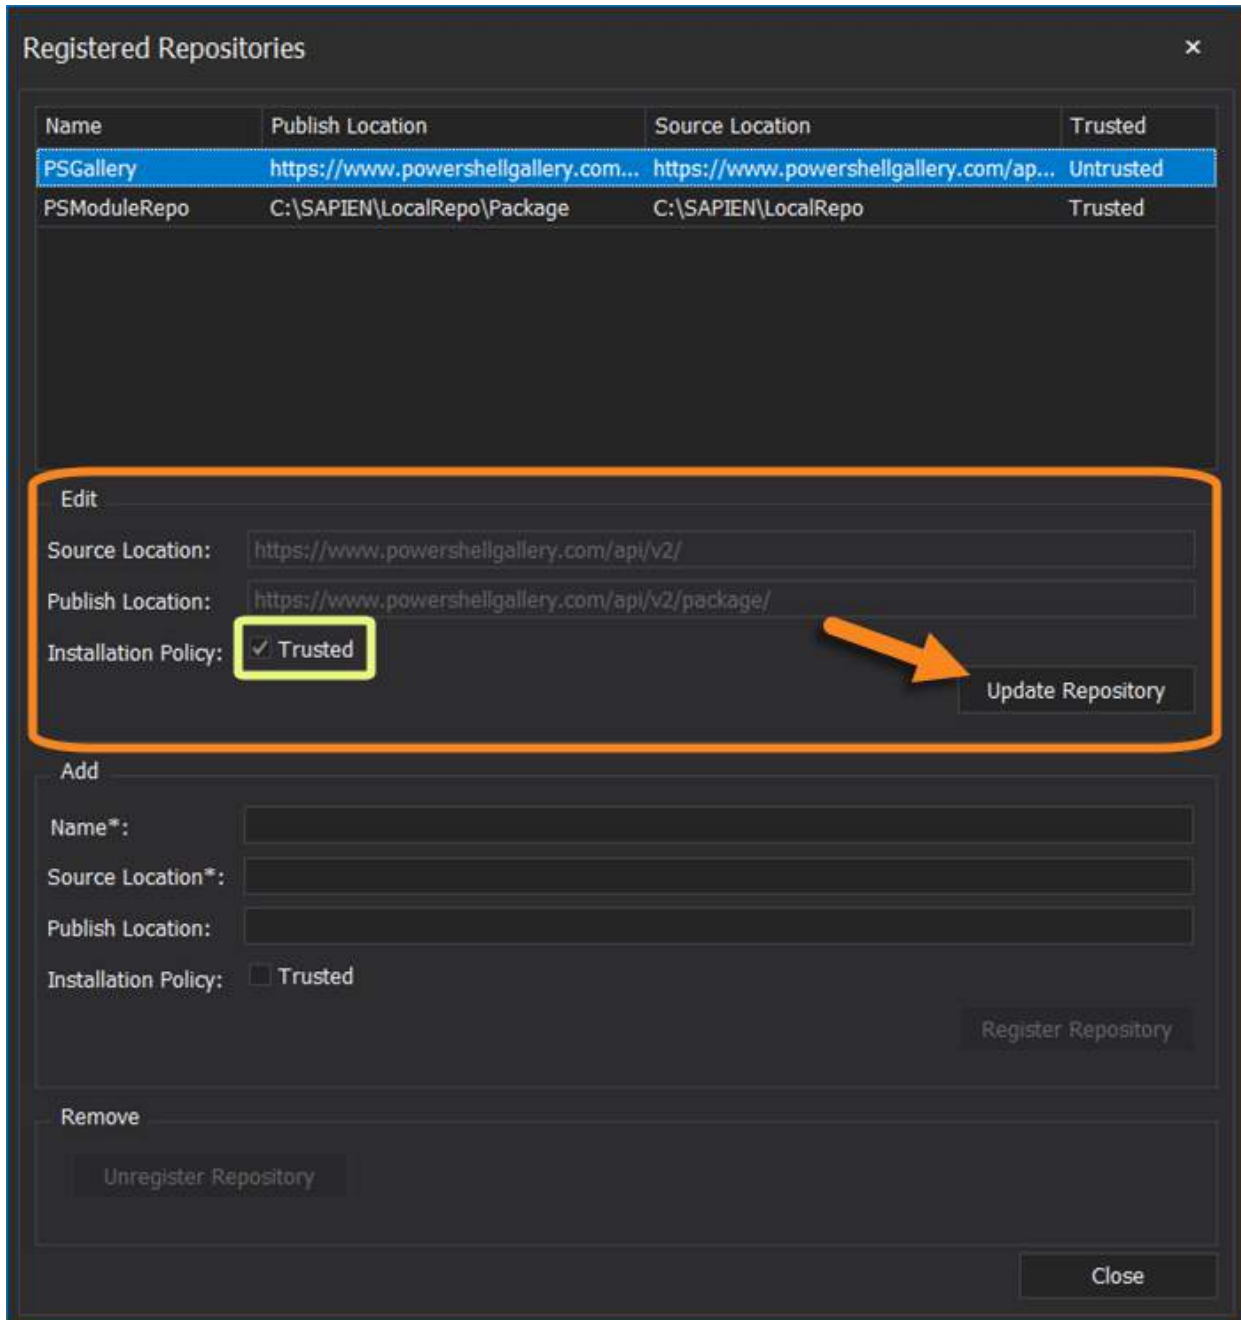 Registered Repositories
Name Publish Location Source Location Trusted
PSGallery https://www.powershellgallery.com... https://www.powershellgallery.com/ap... Untrusted
PSModuleRepo C:\SAPIEN\LocalRepo\Package C:\SAPIEN\LocalRepo Trusted
Edit
Source Location: https://www.powershellgallery.com/api/v2/
Publish Location: https://www.powershellgallery.com/api/v2/package/
Installation Policy: Trusted
Update Repository
Add
Name*:
Source Location*:
Publish Location:
Installation Policy: Trusted
Register Repository
Remove
Unregister Repository
Close